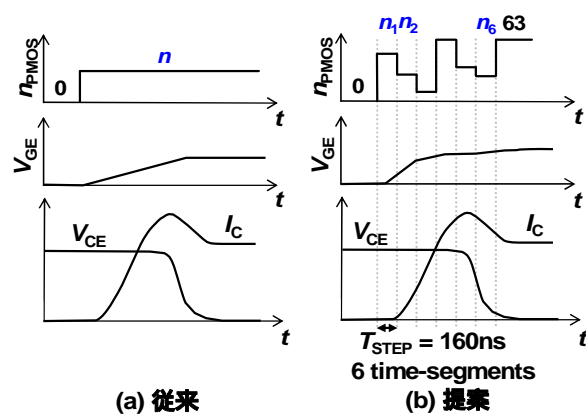 n
n_PMOS
0
t
V_GE
t
V_CE
I_C
t
(a) 従来
n_1 n_2 n_6 63
n_PMOS
0
t
V_GE
t
V_CE
I_C
t
T_STEP = 160ns
6 time-segments
(b) 提案